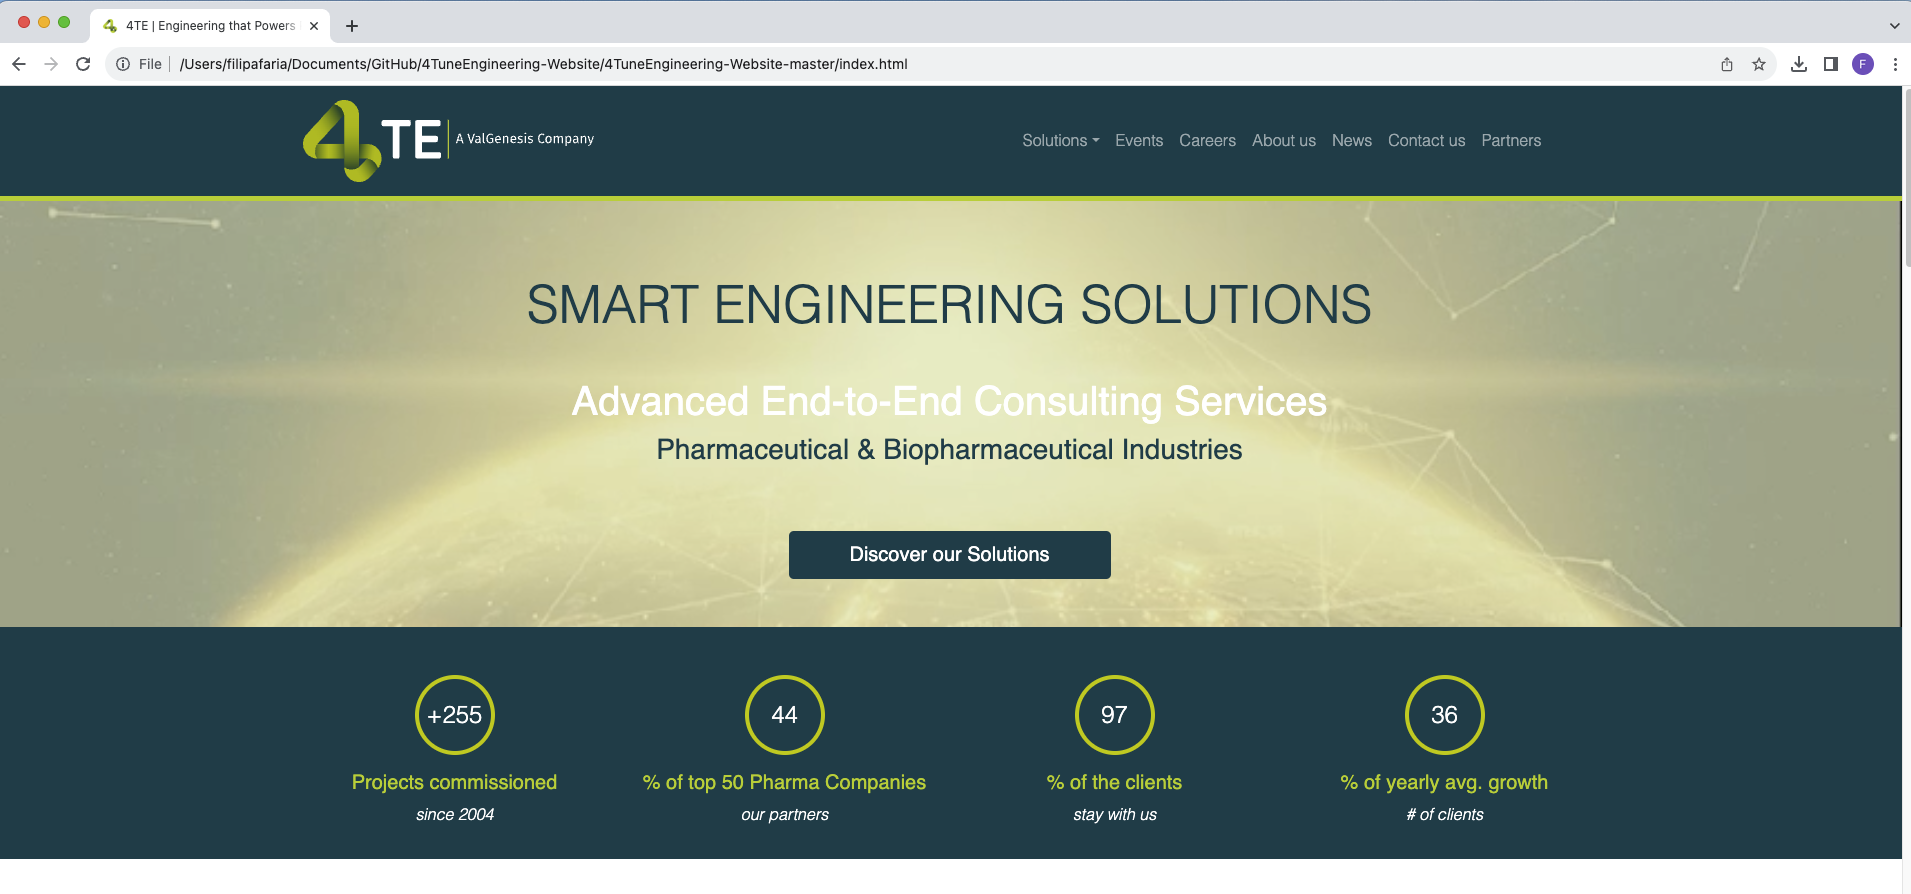 4TE | Engineering that Powers
File
/Users/filipafaria/Documents/GitHub/4TuneEngineering-Website/4TuneEngineering-Website-master/index.html
F
4TE A ValGenesis Company
Solutions Events Careers About us News Contact us Partners
SMART ENGINEERING SOLUTIONS
Advanced End-to-End Consulting Services
Pharmaceutical & Biopharmaceutical Industries
Discover our Solutions
+255 44 97 36
Projects commissioned % of top 50 Pharma Companies % of the clients % of yearly avg. growth
since 2004 our partners stay with us # of clients